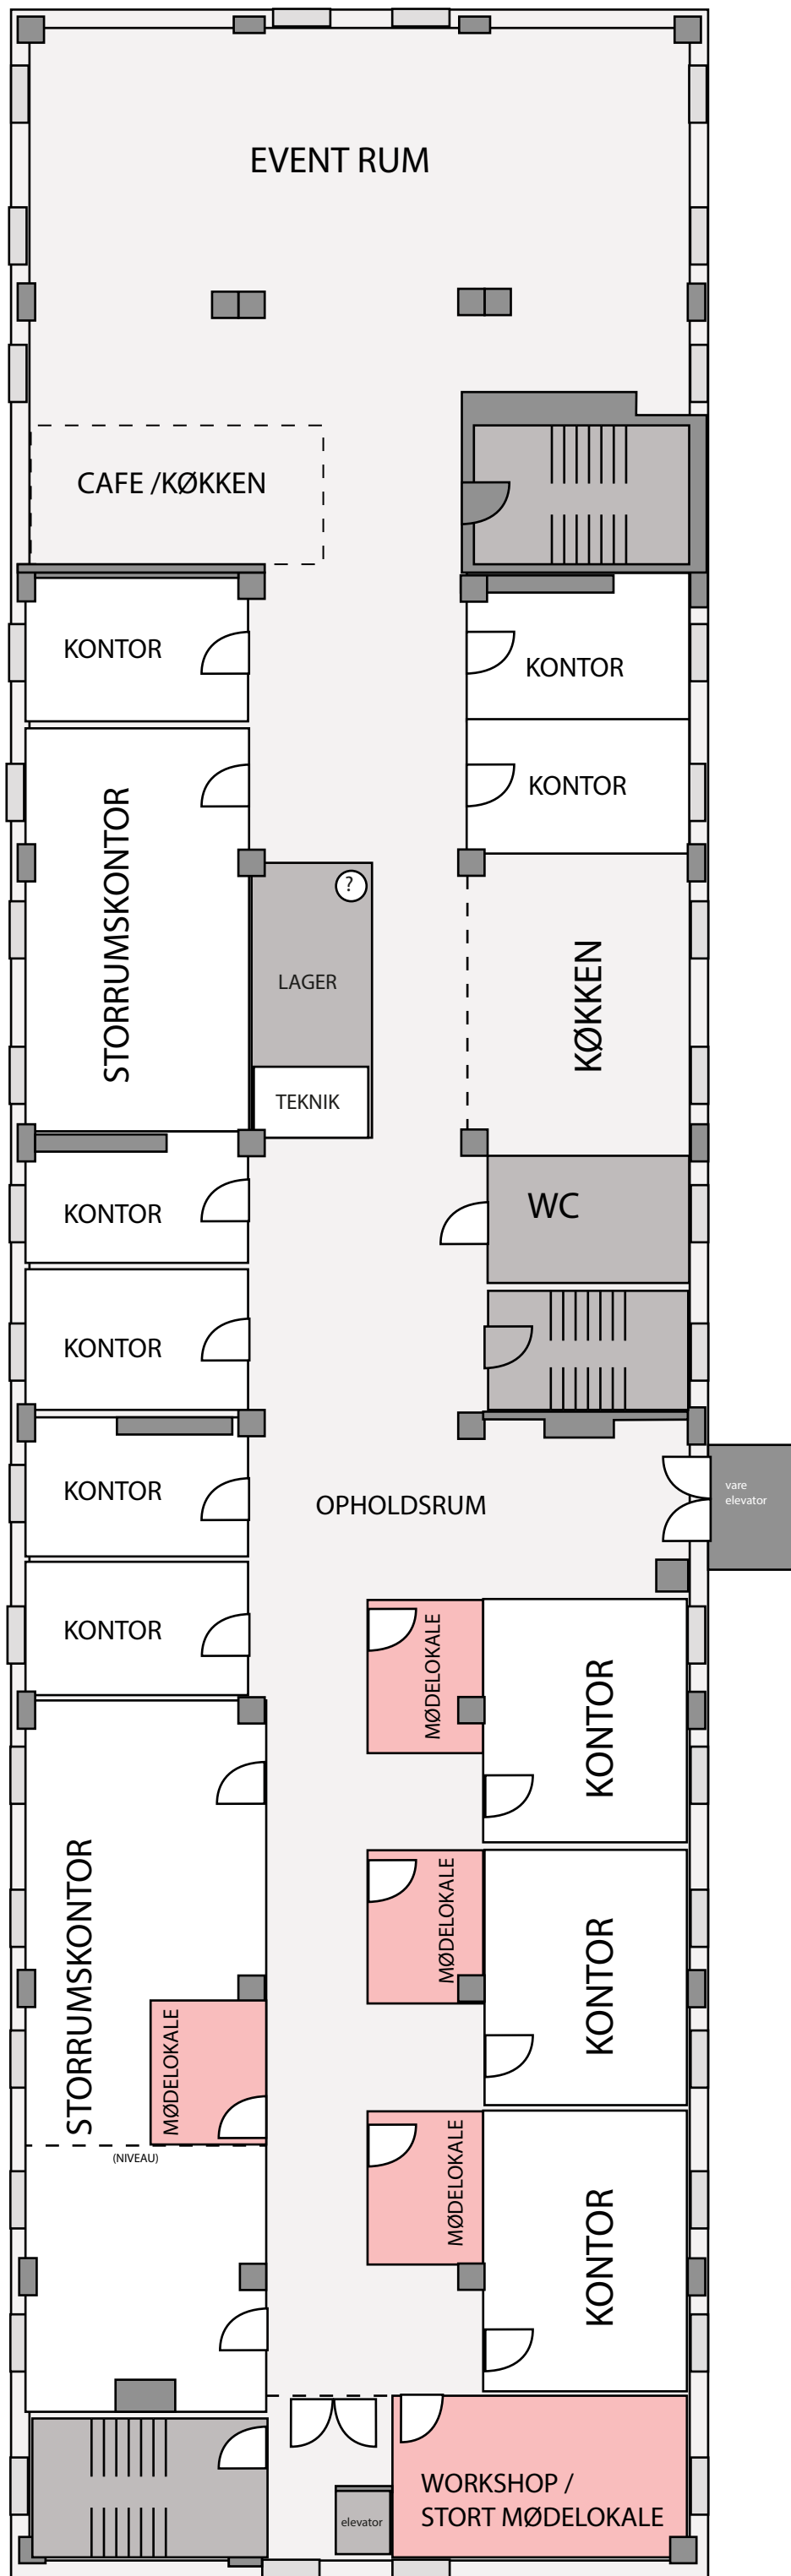 EVENT RUM
CAFE /KØKKEN
KONTOR
KONTOR
KONTOR
STORRUMSKONTOR
?
LAGER
KØKKEN
TEKNIK
WC
KONTOR
KONTOR
KONTOR
OPHOLDSRUM
vare
elevator
KONTOR
MØDELOKALE
KONTOR
STORRUMSKONTOR
MØDELOKALE
KONTOR
MØDELOKALE
(NIVEAU)
MØDELOKALE
KONTOR
WORKSHOP /
STORT MØDELOKALE
elevator